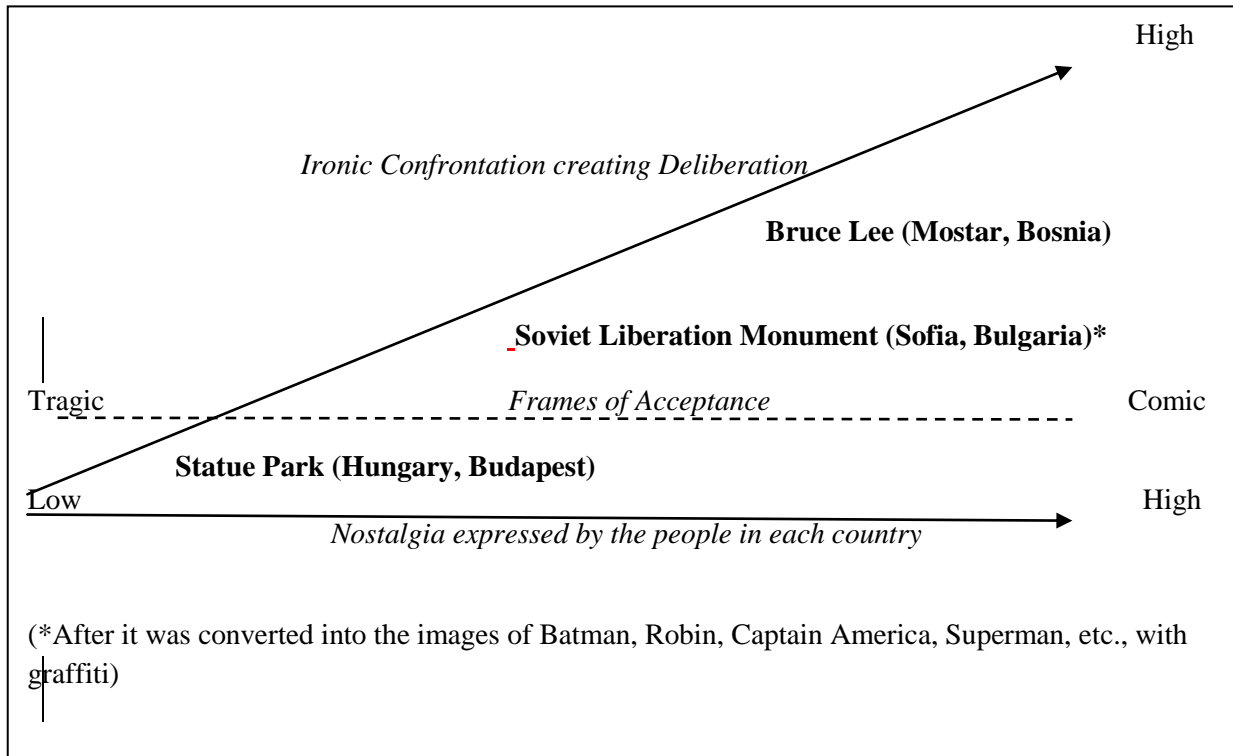 High
Ironic Confrontation creating Deliberation
Bruce Lee (Mostar, Bosnia)
Soviet Liberation Monument (Sofia, Bulgaria)*
Tragic
Frames of Acceptance
Comic
Statue Park (Hungary, Budapest)
Low
High
Nostalgia expressed by the people in each country
(*After it was converted into the images of Batman, Robin, Captain America, Superman, etc., with
graffiti)